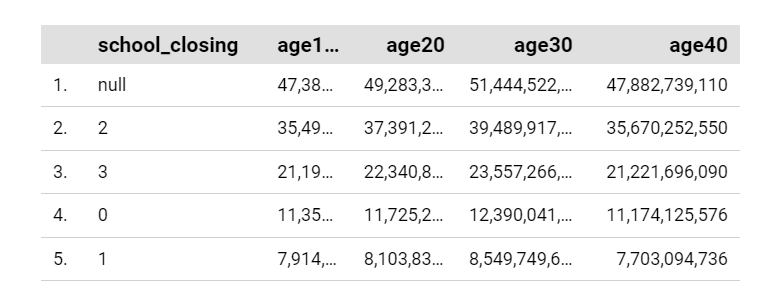 school_closing age1… age20 age30 age40
1. null 47,38… 49,283,3… 51,444,522,… 47,882,739,110
2. 2 35,49… 37,391,2… 39,489,917,… 35,670,252,550
3. 3 21,19… 22,340,8… 23,557,266,… 21,221,696,090
4. 0 11,35… 11,725,2… 12,390,041,… 11,174,125,576
5. 1 7,914,… 8,103,83… 8,549,749,6… 7,703,094,736